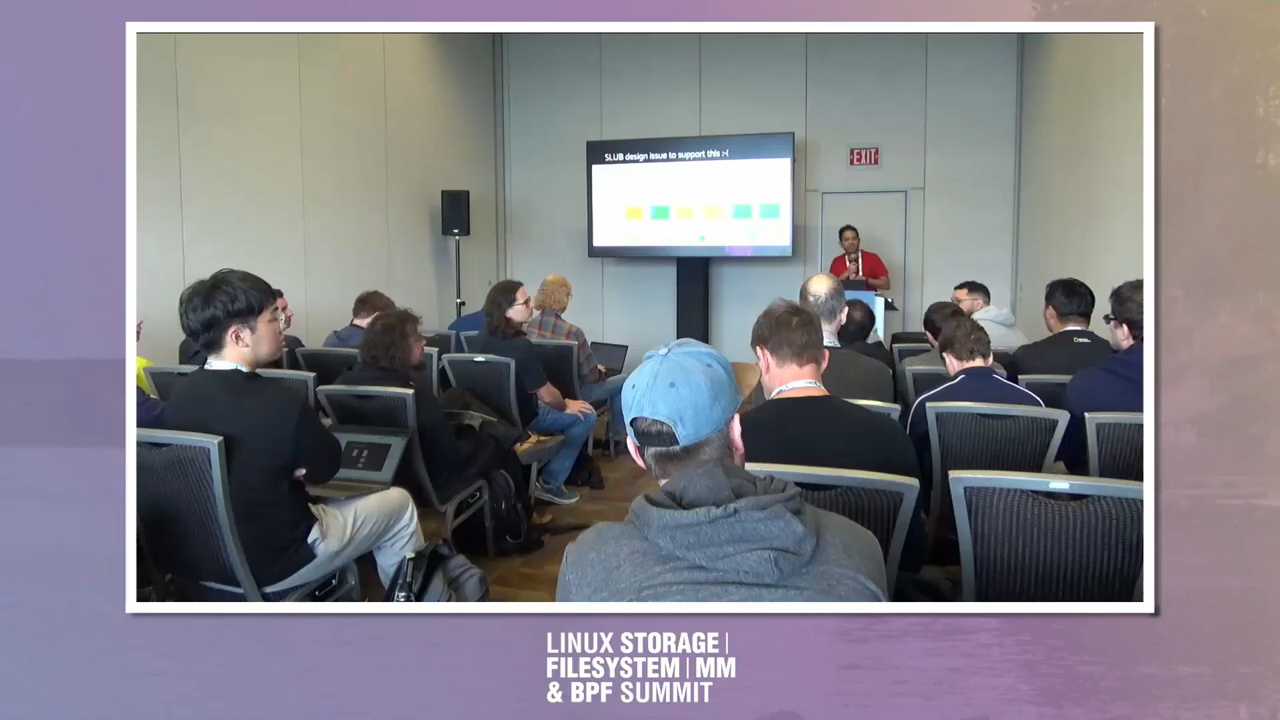 SLUB design issue to support this :-(
EXIT
LINUX STORAGE |
FILESYSTEM | MM
& BPF SUMMIT